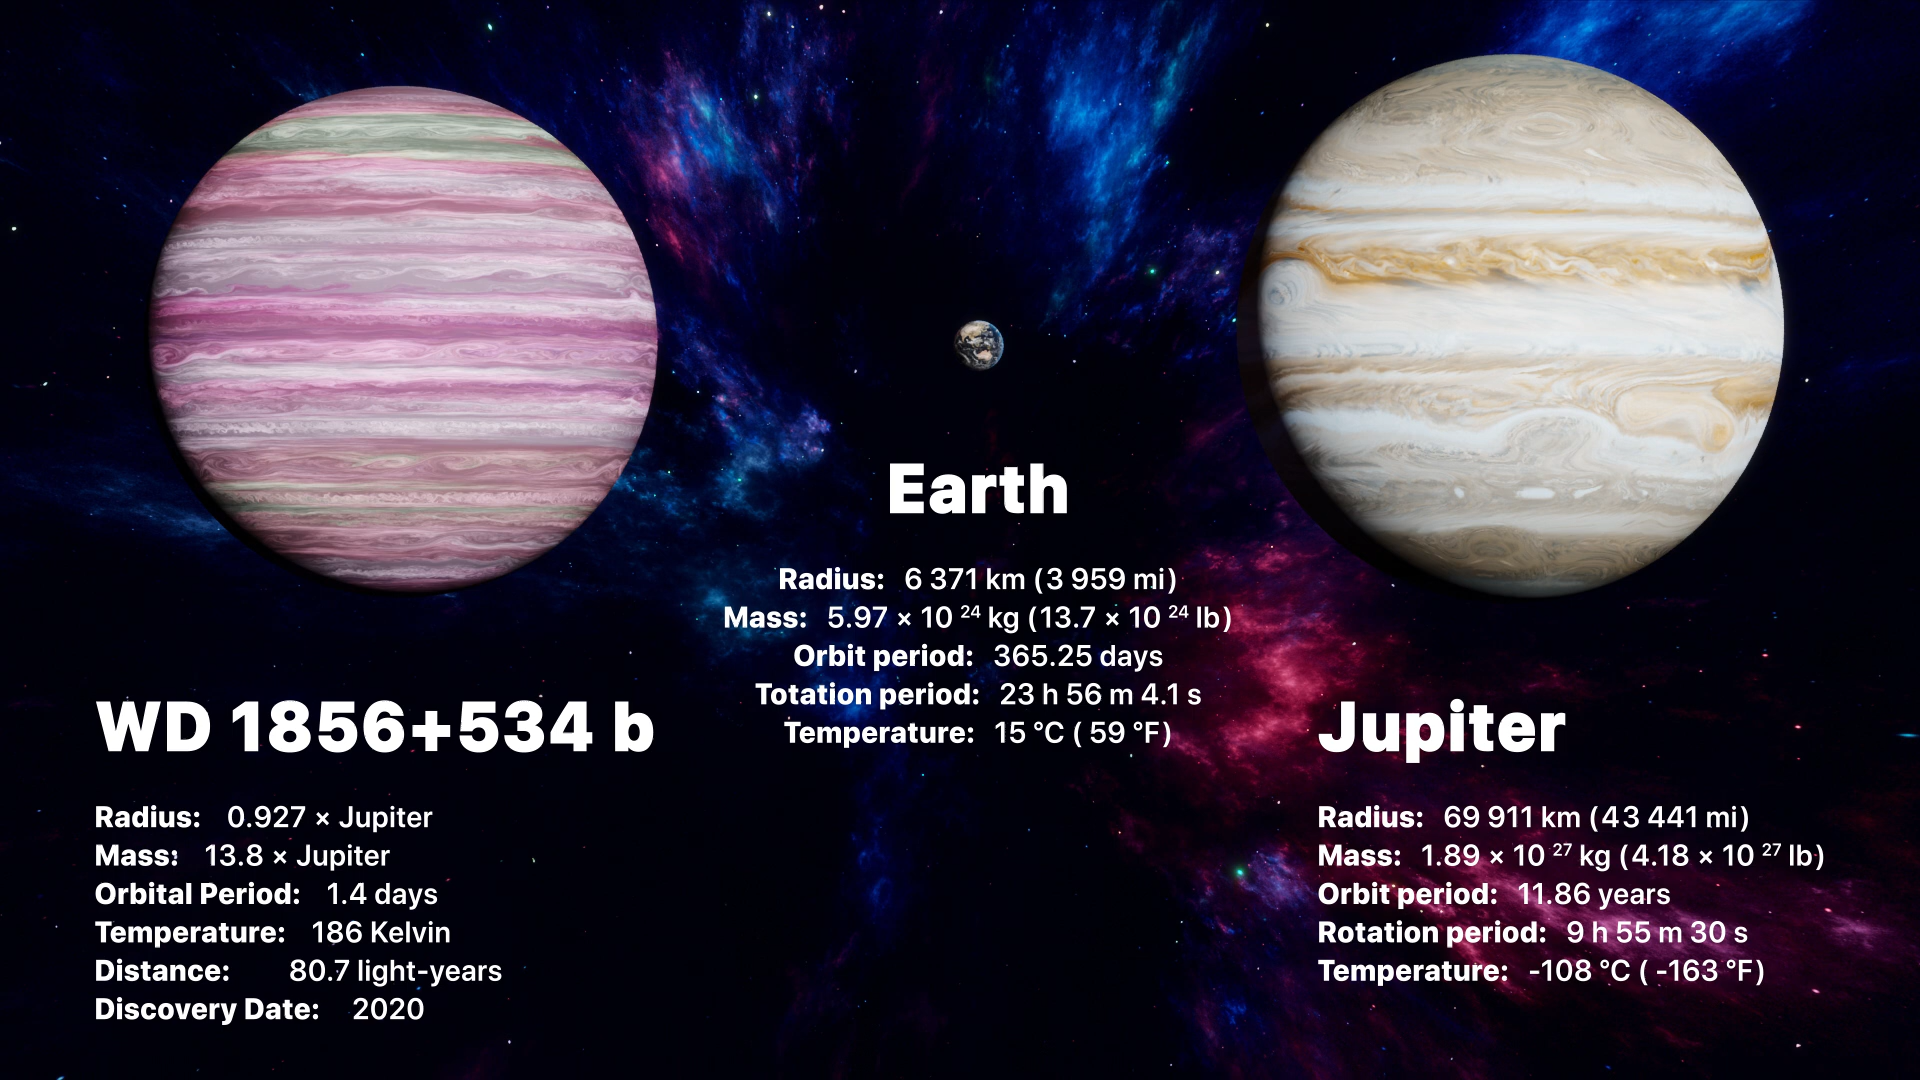 WD 1856+534 b
Radius: 0.927 × Jupiter
Mass: 13.8 × Jupiter
Orbital Period: 1.4 days
Temperature: 186 Kelvin
Distance: 80.7 light-years
Discovery Date: 2020
Earth
Radius: 6 371 km (3 959 mi)
Mass: 5.97 × 10 ²⁴ kg (13.7 × 10 ²⁴ lb)
Orbit period: 365.25 days
Totation period: 23 h 56 m 4.1 s
Temperature: 15 °C ( 59 °F)
Jupiter
Radius: 69 911 km (43 441 mi)
Mass: 1.89 × 10 ²⁷ kg (4.18 × 10 ²⁷ lb)
Orbit period: 11.86 years
Rotation period: 9 h 55 m 30 s
Temperature: -108 °C ( -163 °F)